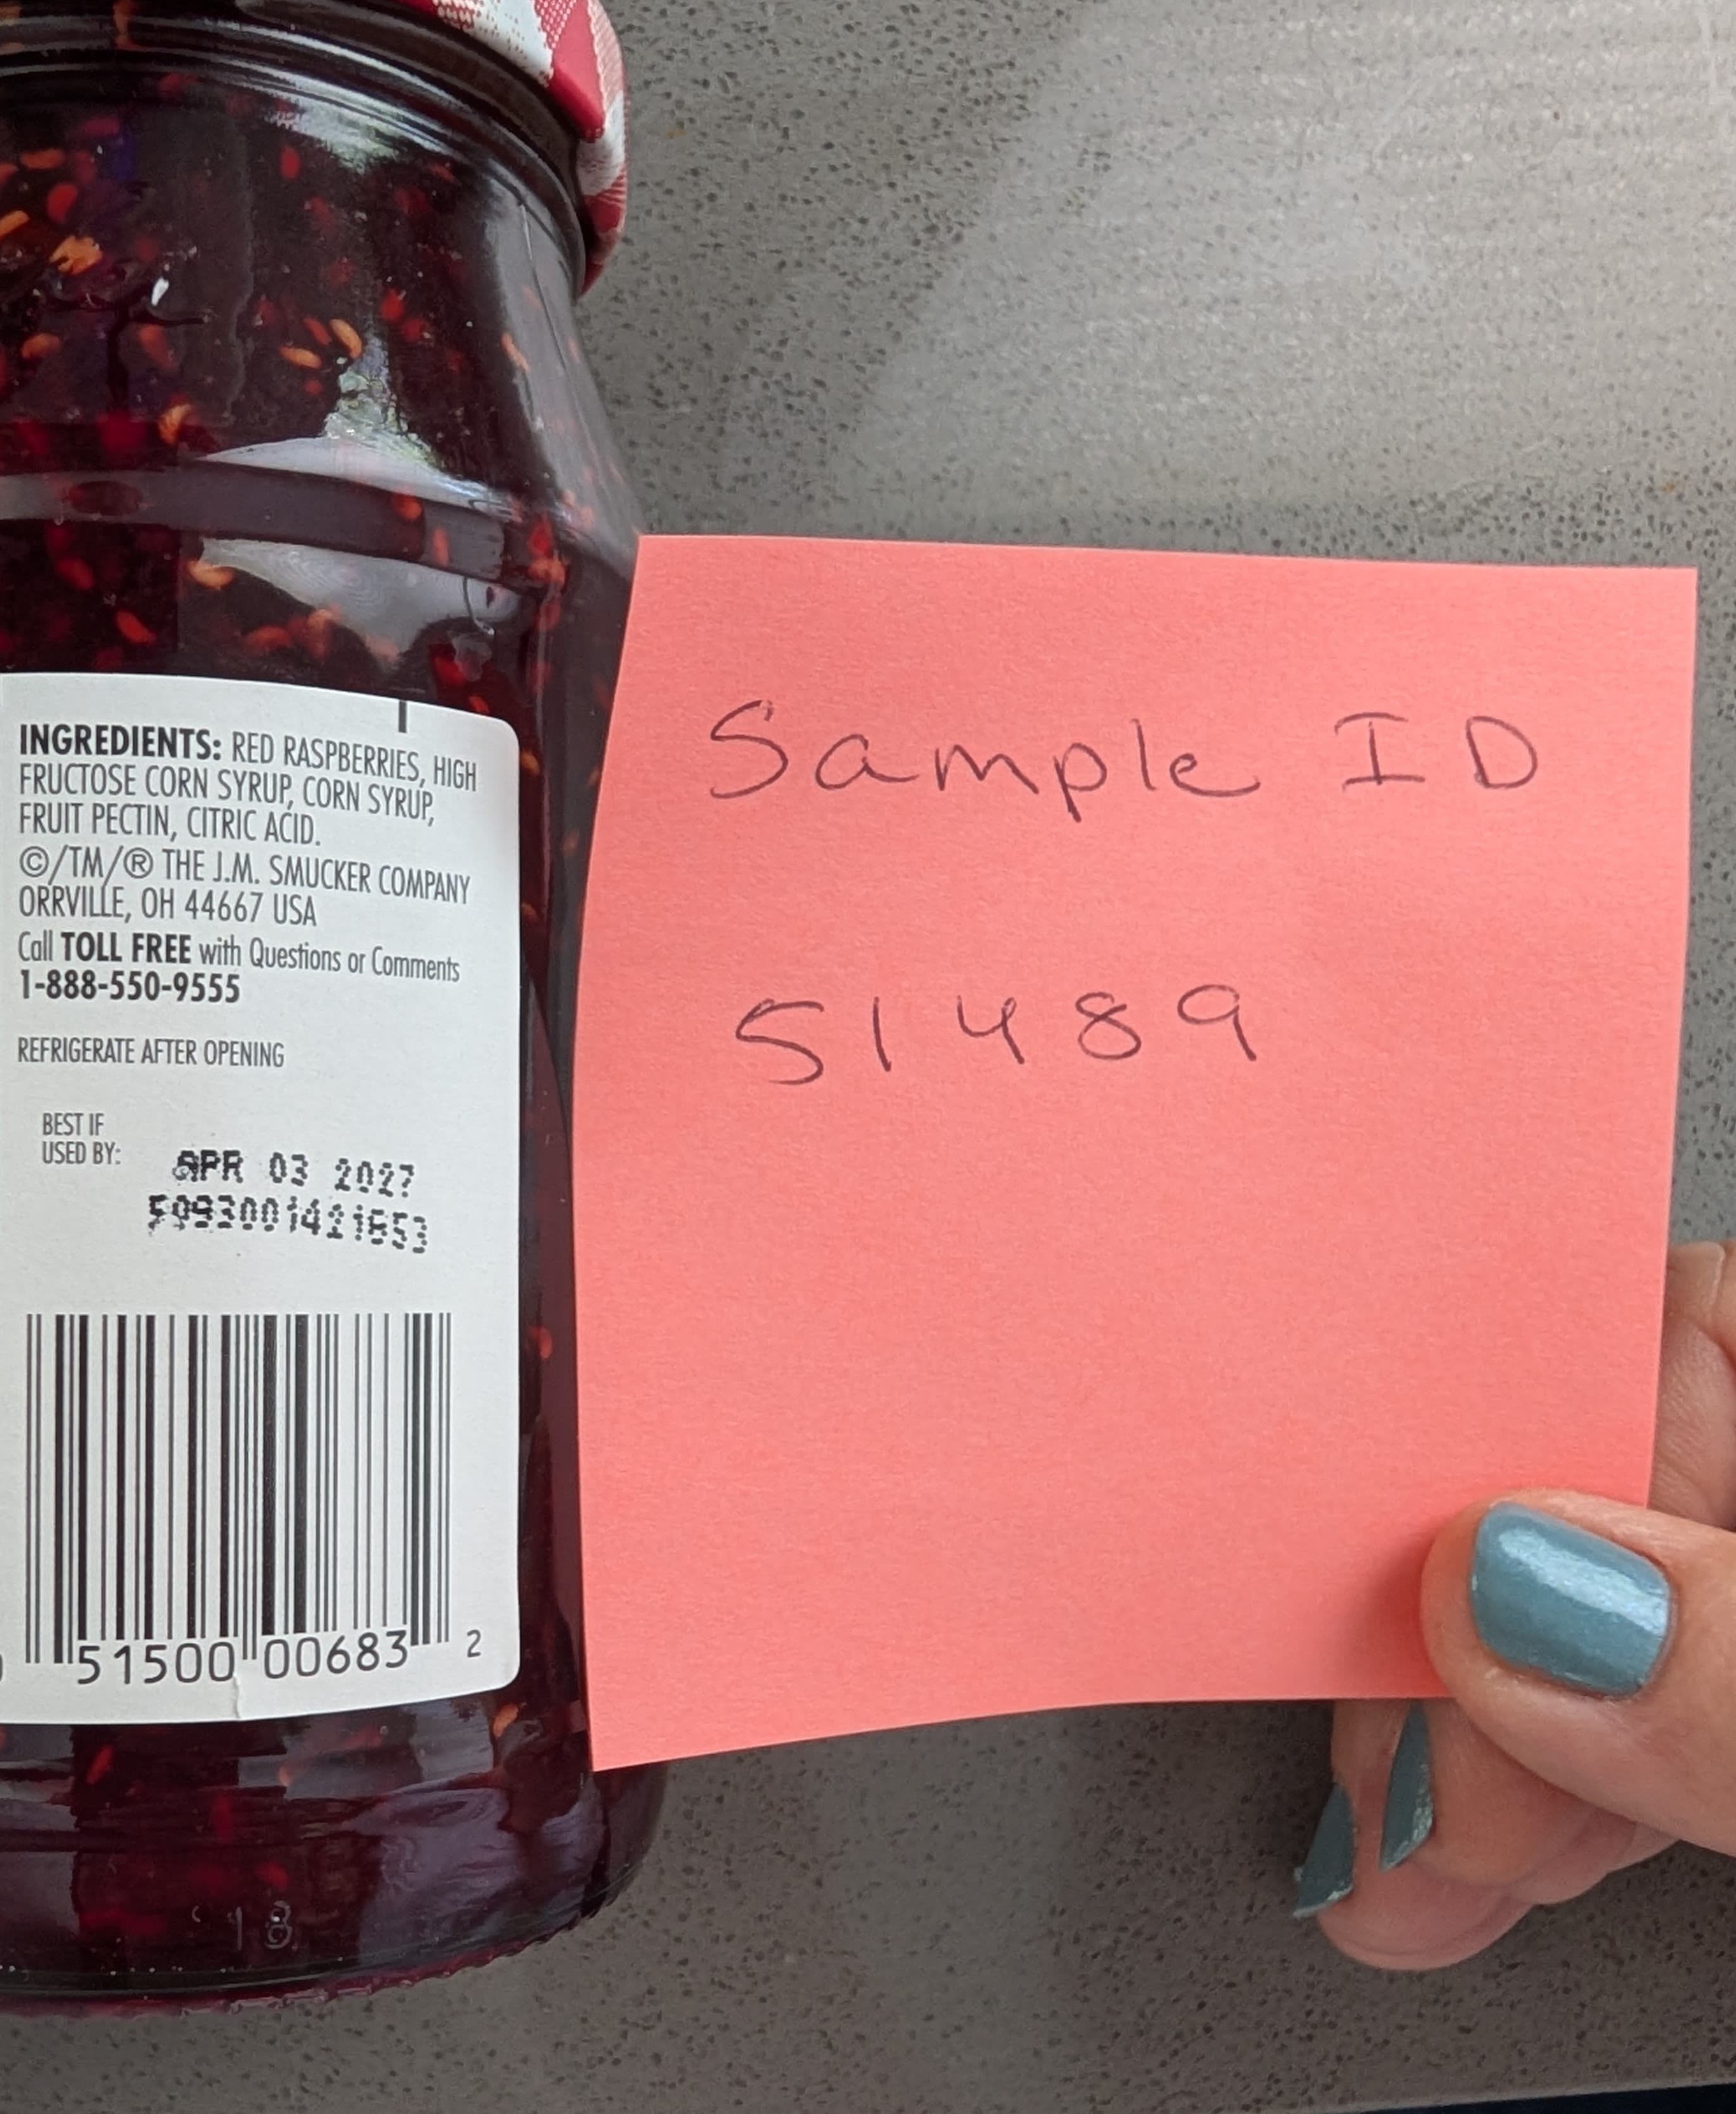 INGREDIENTS: RED RASPBERRIES, HIGH
FRUCTOSE CORN SYRUP, CORN SYRUP,
FRUIT PECTIN, CITRIC ACID.
©/TM/® THE J.M. SMUCKER COMPANY
ORRVILLE, OH 44667 USA
Call TOLL FREE with Questions or Comments
1-888-550-9555
REFRIGERATE AFTER OPENING
BEST IF
USED BY:
APR 03 2027
51500 00683 2
Sample ID
51489